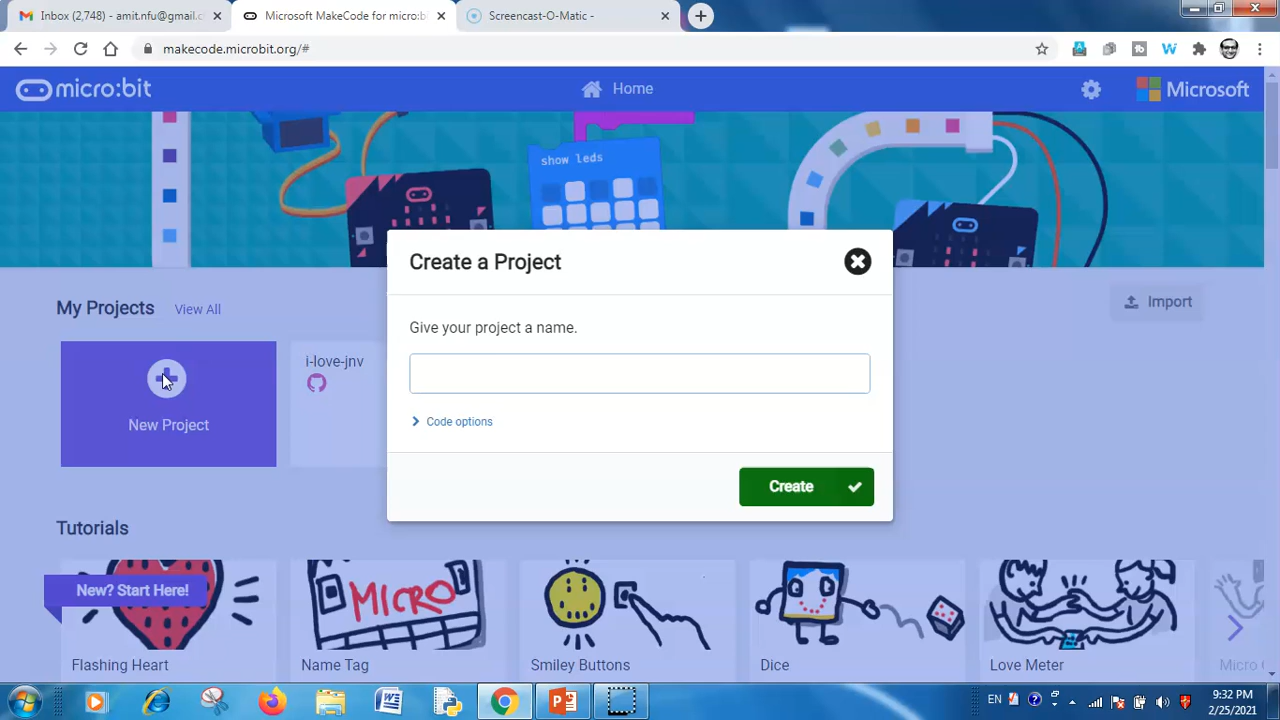 Inbox (2,748) - amit.nfu@gmail.c
Microsoft MakeCode for micro:b
Screencast-O-Matic -
makecode.microbit.org/#
micro:bit
Home
Microsoft
show leds
Create a Project
Give your project a name.
Code options
Create
My Projects
View All
Import
New Project
i-love-jnv
Tutorials
New? Start Here!
MICRO
Flashing Heart
Name Tag
Smiley Buttons
Dice
Love Meter
Micro
EN
9:32 PM
2/25/2021